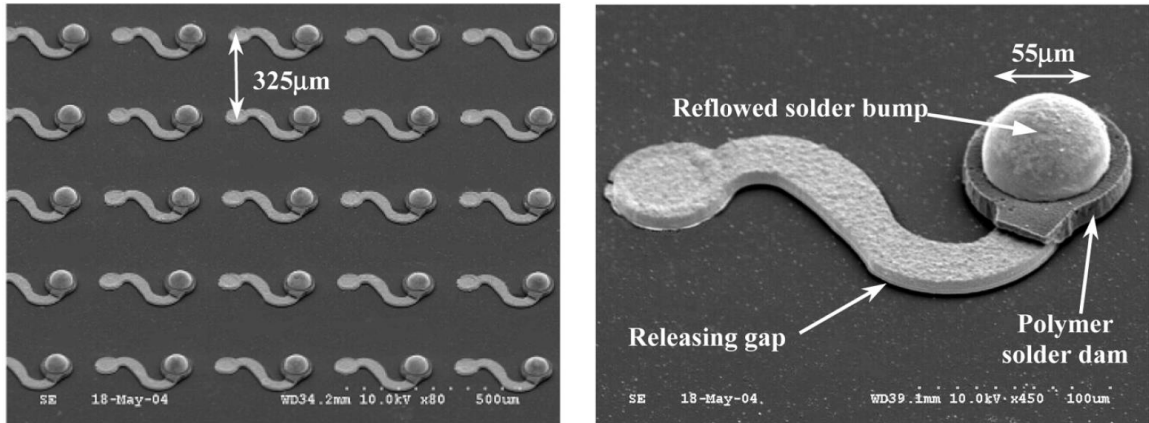 325μm
SE 18-May-04 WD34.2mm 10.0kV x80 500um
55μm
Reflowed solder bump
Releasing gap
Polymer
solder dam
SE 18-May-04 WD39.1mm 10.0kV x450 100um